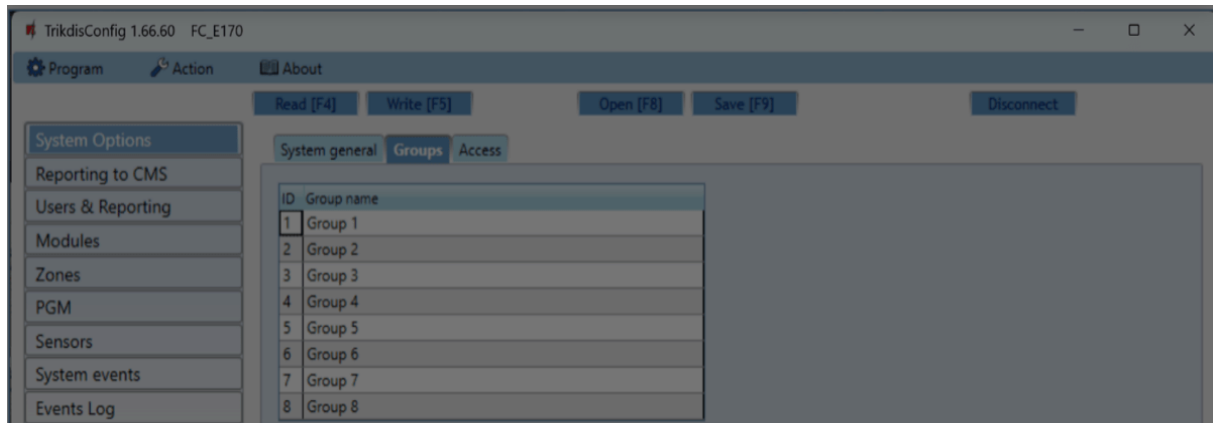 TrikdisConfig 1.66.60 FC_E170
Program Action About
Read [F4] Write [F5] Open [F8] Save [F9] Disconnect
System Options
Reporting to CMS
Users & Reporting
Modules
Zones
PGM
Sensors
System events
Events Log
System general Groups Access
ID Group name
1 Group 1
2 Group 2
3 Group 3
4 Group 4
5 Group 5
6 Group 6
7 Group 7
8 Group 8